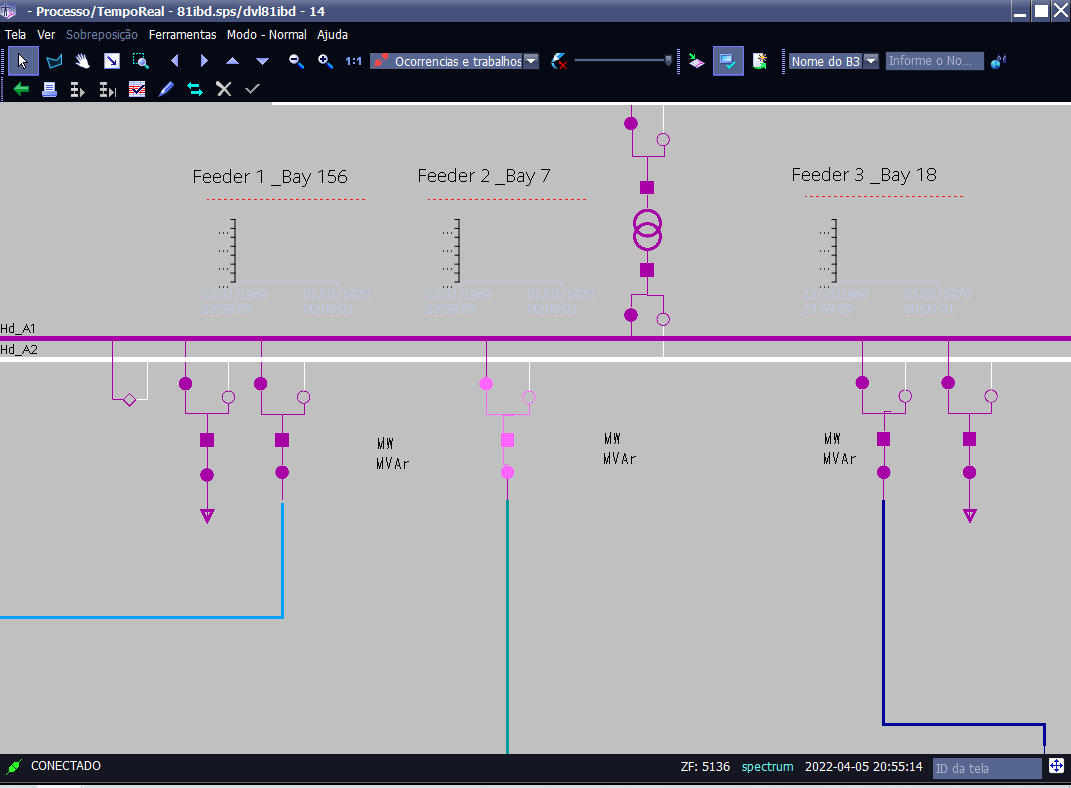 - Processo/TempoReal - 81ibd.sps/dvl81ibd - 14
Tela Ver Sobreposição Ferramentas Modo - Normal Ajuda
1:1 Ocorrencias e trabalhos Nome do B3 Informe o No...
Feeder 1 _Bay 156 Feeder 2 _Bay 7 Feeder 3 _Bay 18
12/31/1969 01/01/1970 12/31/1969 01/01/1970 12/31/1969 01/01/1970
23:59:59 00:00:01 23:59:59 00:00:01 23:59:59 00:00:01
Hd_A1
Hd_A2
MW MW MW
MVAr MVAr MVAr
CONECTADO ZF: 5136 spectrum 2022-04-05 20:55:14 ID da tela